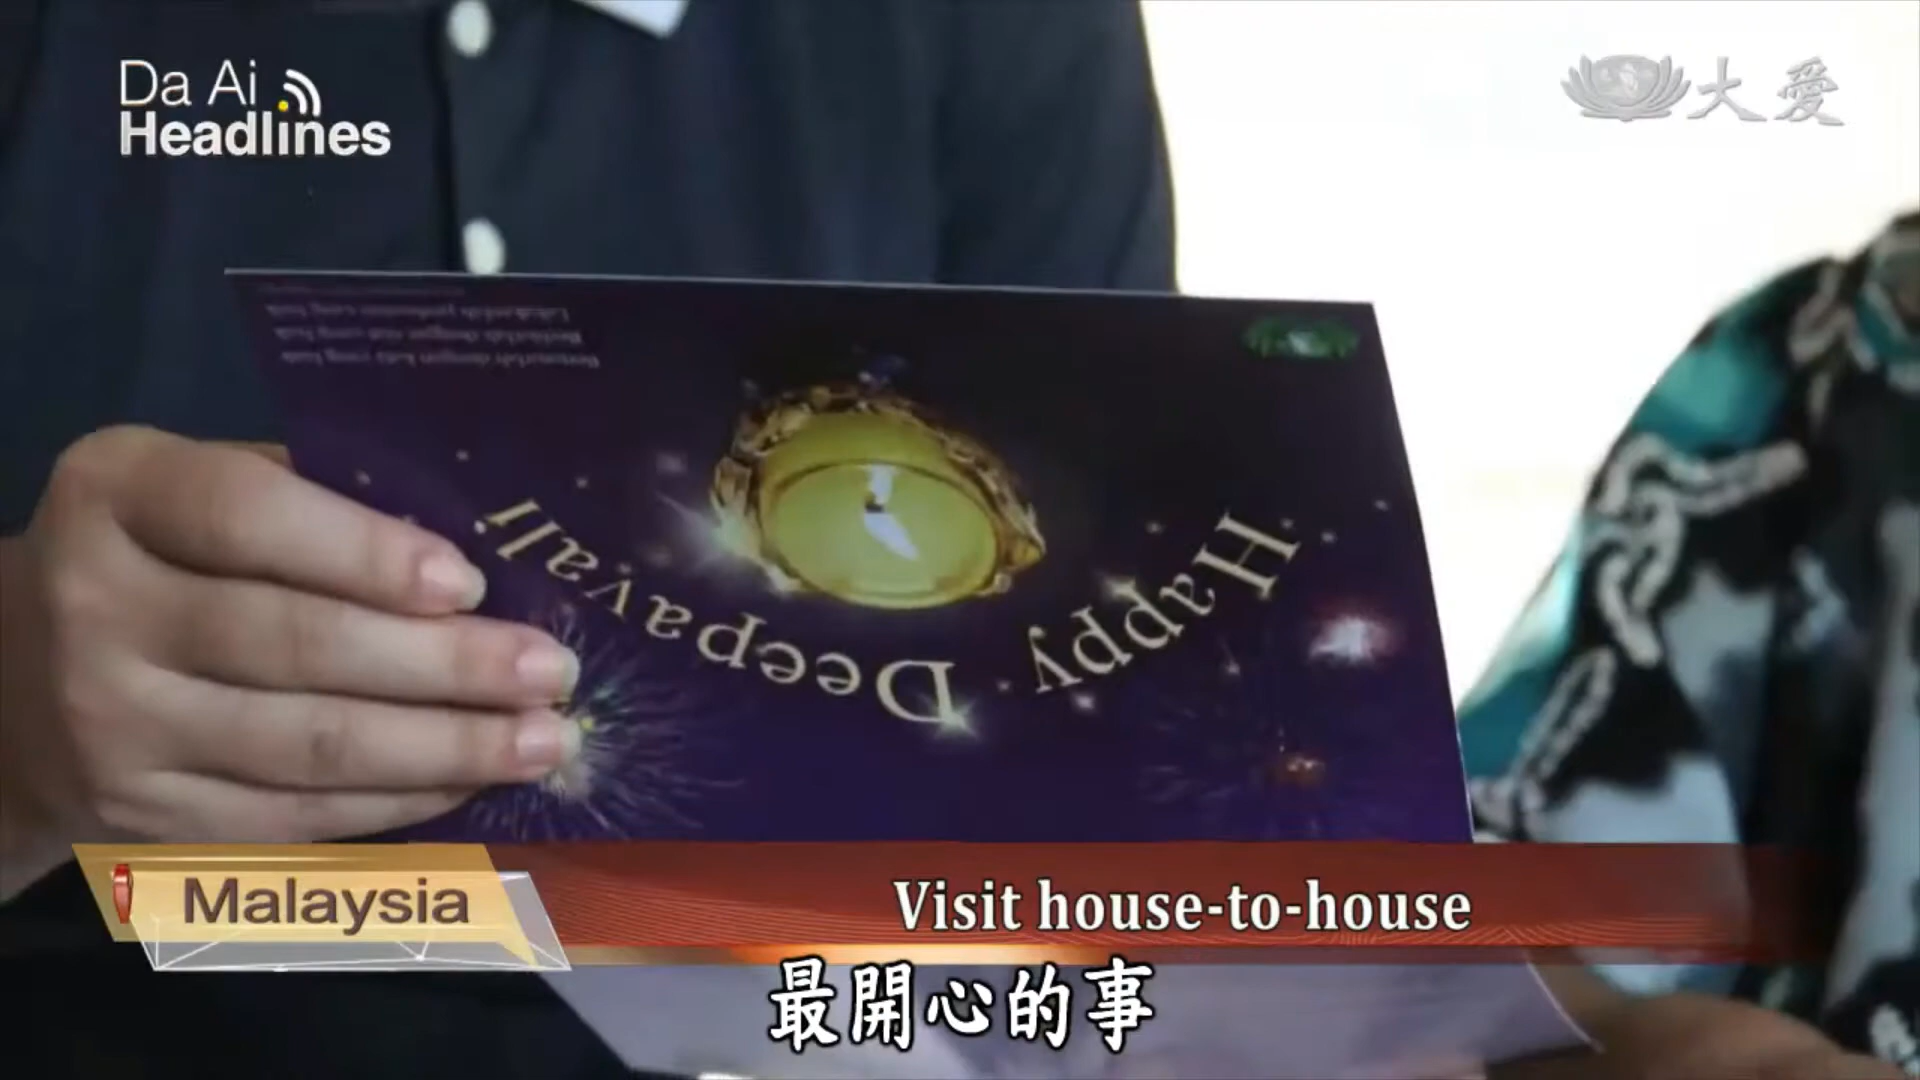 Da Ai
Headlines
大愛
Happy Deepavali
Malaysia
Visit house-to-house
最開心的事